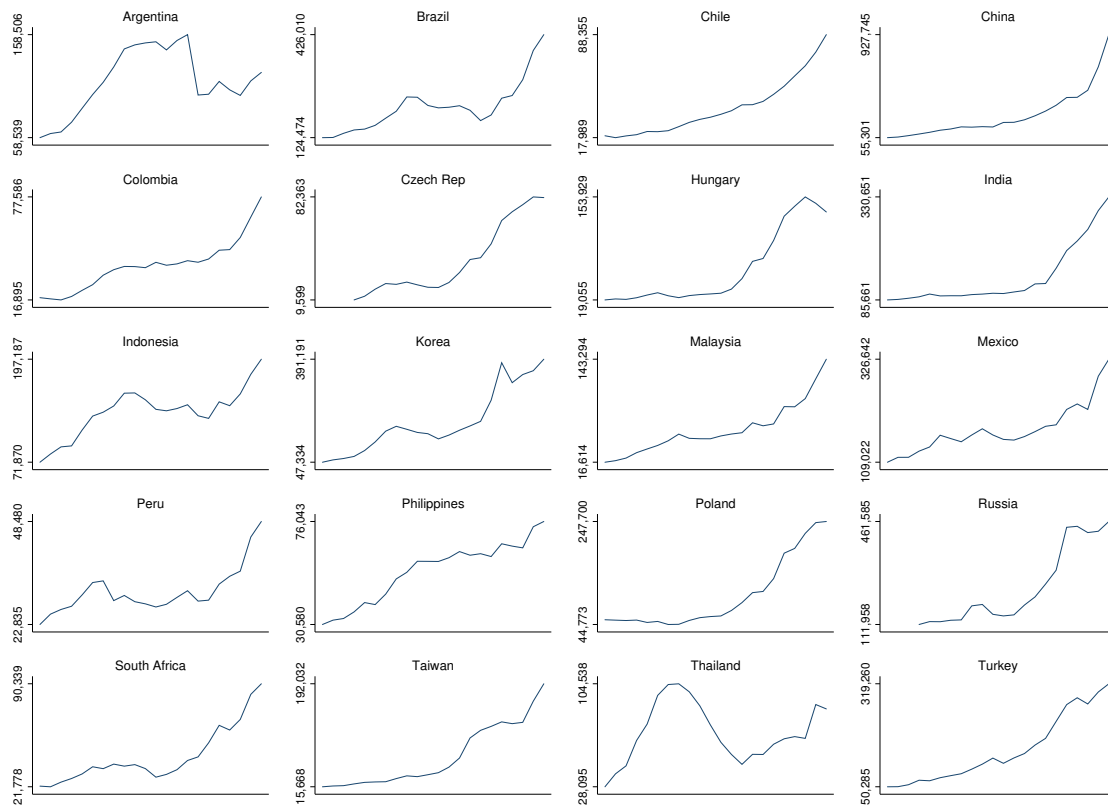 Argentina
158,506
58,539
Brazil
426,010
124,474
Chile
88,355
17,989
China
927,745
55,301
Colombia
77,586
16,895
Czech Rep
82,363
9,599
Hungary
153,929
19,055
India
330,651
85,661
Indonesia
197,187
71,870
Korea
391,191
47,334
Malaysia
143,294
16,614
Mexico
326,642
109,022
Peru
48,480
22,835
Philippines
76,043
30,580
Poland
247,700
44,773
Russia
461,585
111,958
South Africa
90,339
21,778
Taiwan
192,032
15,668
Thailand
104,538
28,095
Turkey
319,260
50,285